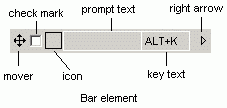 prompt text
check mark
right arrow
ALT+K
mover
icon
key text
Bar element